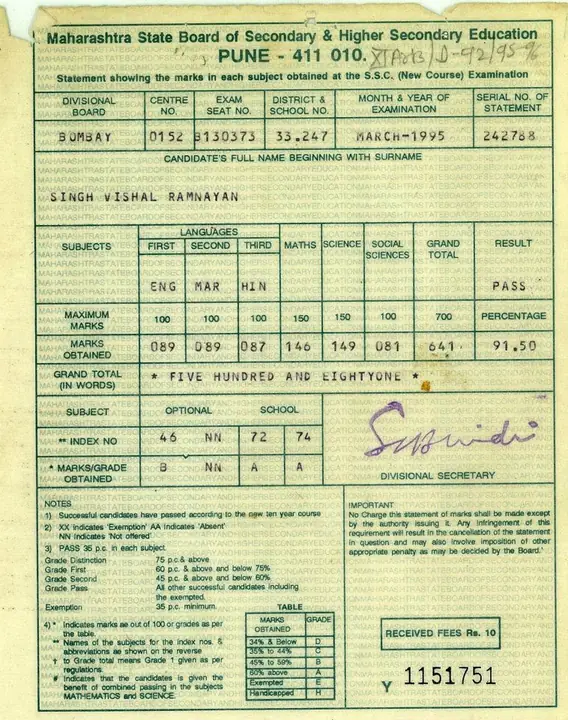 Maharashtra State Board of Secondary & Higher Secondary Education
PUNE - 411 010.
Statement showing the marks in each subject obtained at the S.S.C. (New Course) Examination
DIVISIONAL BOARD CENTRE NO. EXAM SEAT NO. DISTRICT & SCHOOL NO. MONTH & YEAR OF EXAMINATION SERIAL NO. OF STATEMENT
BOMBAY 0152 B130373 33.247 MARCH-1995 242788
CANDIDATE'S FULL NAME BEGINNING WITH SURNAME
SINGH VISHAL RAMNAYAN
SUBJECTS LANGUAGES FIRST SECOND THIRD MATHS SCIENCE SOCIAL SCIENCES GRAND TOTAL RESULT
ENG MAR HIN PASS
MAXIMUM MARKS 100 100 100 150 150 100 700 PERCENTAGE
MARKS OBTAINED 089 089 087 146 149 081 641 91.50
GRAND TOTAL (IN WORDS) * FIVE HUNDRED AND EIGHTYONE *
SUBJECT OPTIONAL SCHOOL
** INDEX NO 46 NN 72 74
* MARKS/GRADE OBTAINED B NN A A
DIVISIONAL SECRETARY
NOTES
1) Successful candidates have passed according to the new ten year course
2) XX indicates 'Exemption' AA indicates 'Absent'
NN indicates 'Not offered'
3) PASS 35 p.c. in each subject.
Grade Distinction 75 p.c. & above
Grade First 60 p.c. & above and below 75%
Grade Second 45 p.c. & above and below 60%
Grade Pass All other successful candidates including
the exempted.
Exemption 35 p.c. minimum.
4) * Indicates marks as out of 100 or grades as per
the table.
** Names of the subjects for the index nos. &
abbreviations as shown on the reverse
† to Grade total means Grade 1 given as per
regulations.
# Indicates that the candidates is given the
benefit of combined passing in the subjects
MATHEMATICS and SCIENCE.
TABLE
MARKS OBTAINED GRADE
34% & Below D
35% to 44% C
45% to 59% B
60% above A
Exempted E
Handicapped H
IMPORTANT
No Charge this statement of marks shall be made except
by the authority issuing it. Any infringement of this
requirement will result in the cancellation of the statement
in question and may also involve imposition of other
appropriate penalty as may be decided by the Board.'
RECEIVED FEES Rs. 10
Y 1151751